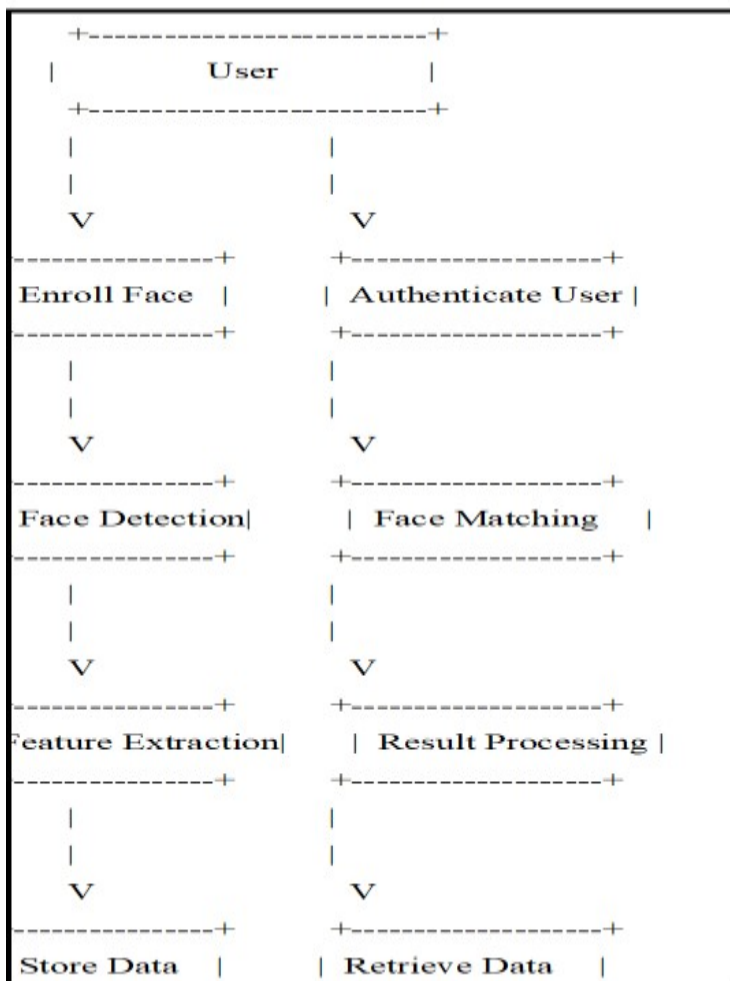 +---------------------------+
|            User            |
+---------------------------+
|                    |
|                    |
V                    V
---------------+        +-------------------+
Enroll Face  |        | Authenticate User |
---------------+        +-------------------+
|                    |
|                    |
V                    V
---------------+        +-------------------+
Face Detection|        |  Face Matching    |
---------------+        +-------------------+
|                    |
|                    |
V                    V
---------------+        +-------------------+
Feature Extraction|     |  Result Processing |
---------------+        +-------------------+
|                    |
|                    |
V                    V
---------------+        +-------------------+
Store Data   |        | Retrieve Data    |